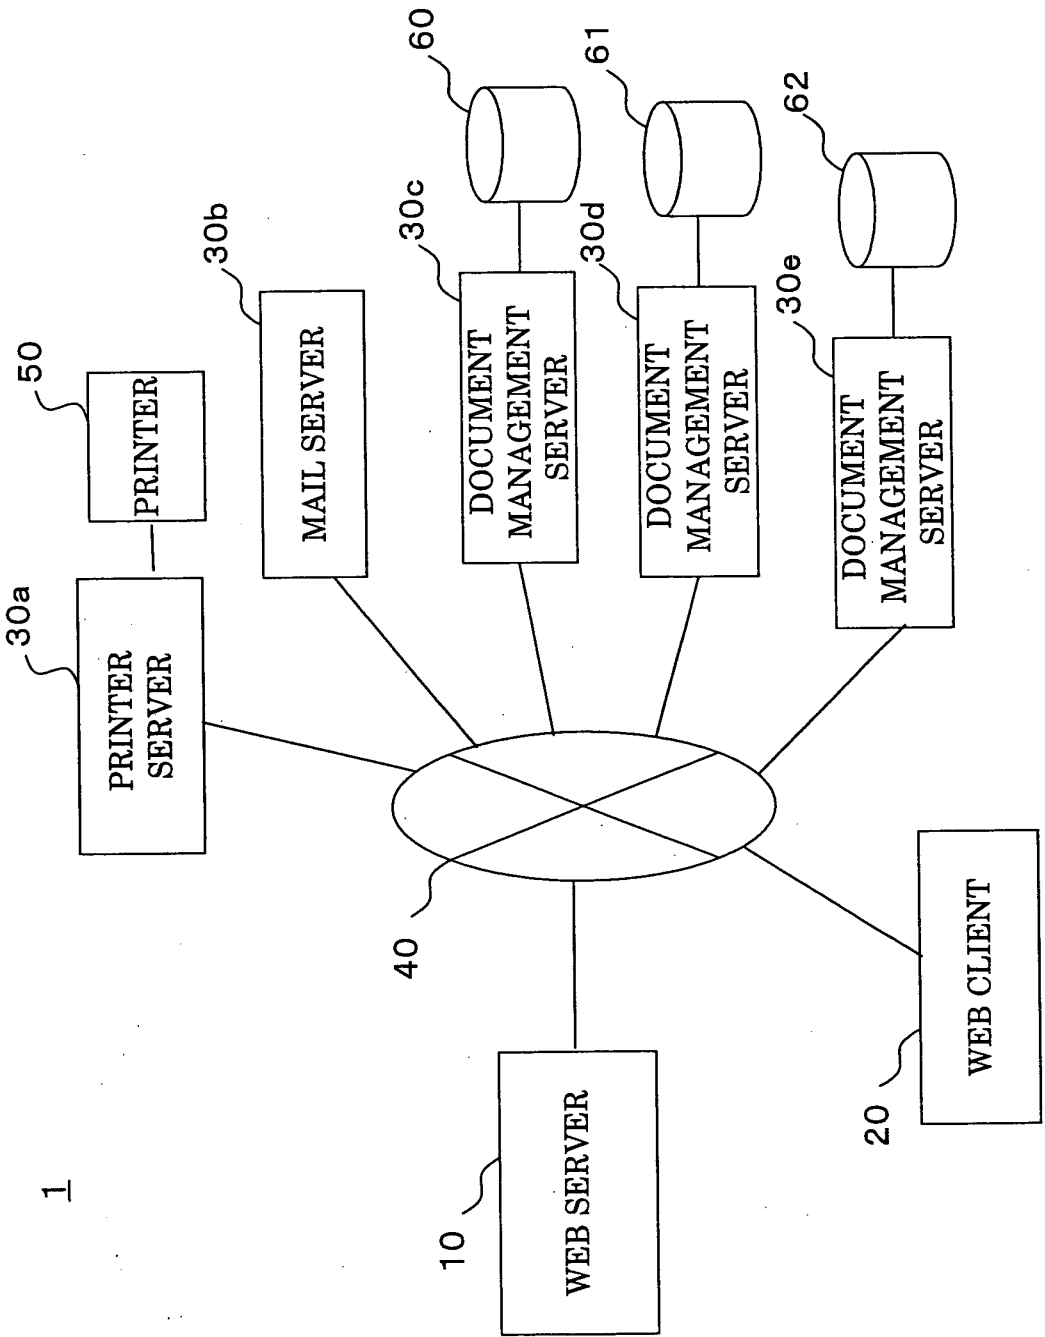 1
10
WEB SERVER
20
WEB CLIENT
40
30a
PRINTER
SERVER
50
PRINTER
30b
MAIL SERVER
30c
DOCUMENT
MANAGEMENT
SERVER
60
30d
DOCUMENT
MANAGEMENT
SERVER
61
30e
DOCUMENT
MANAGEMENT
SERVER
62